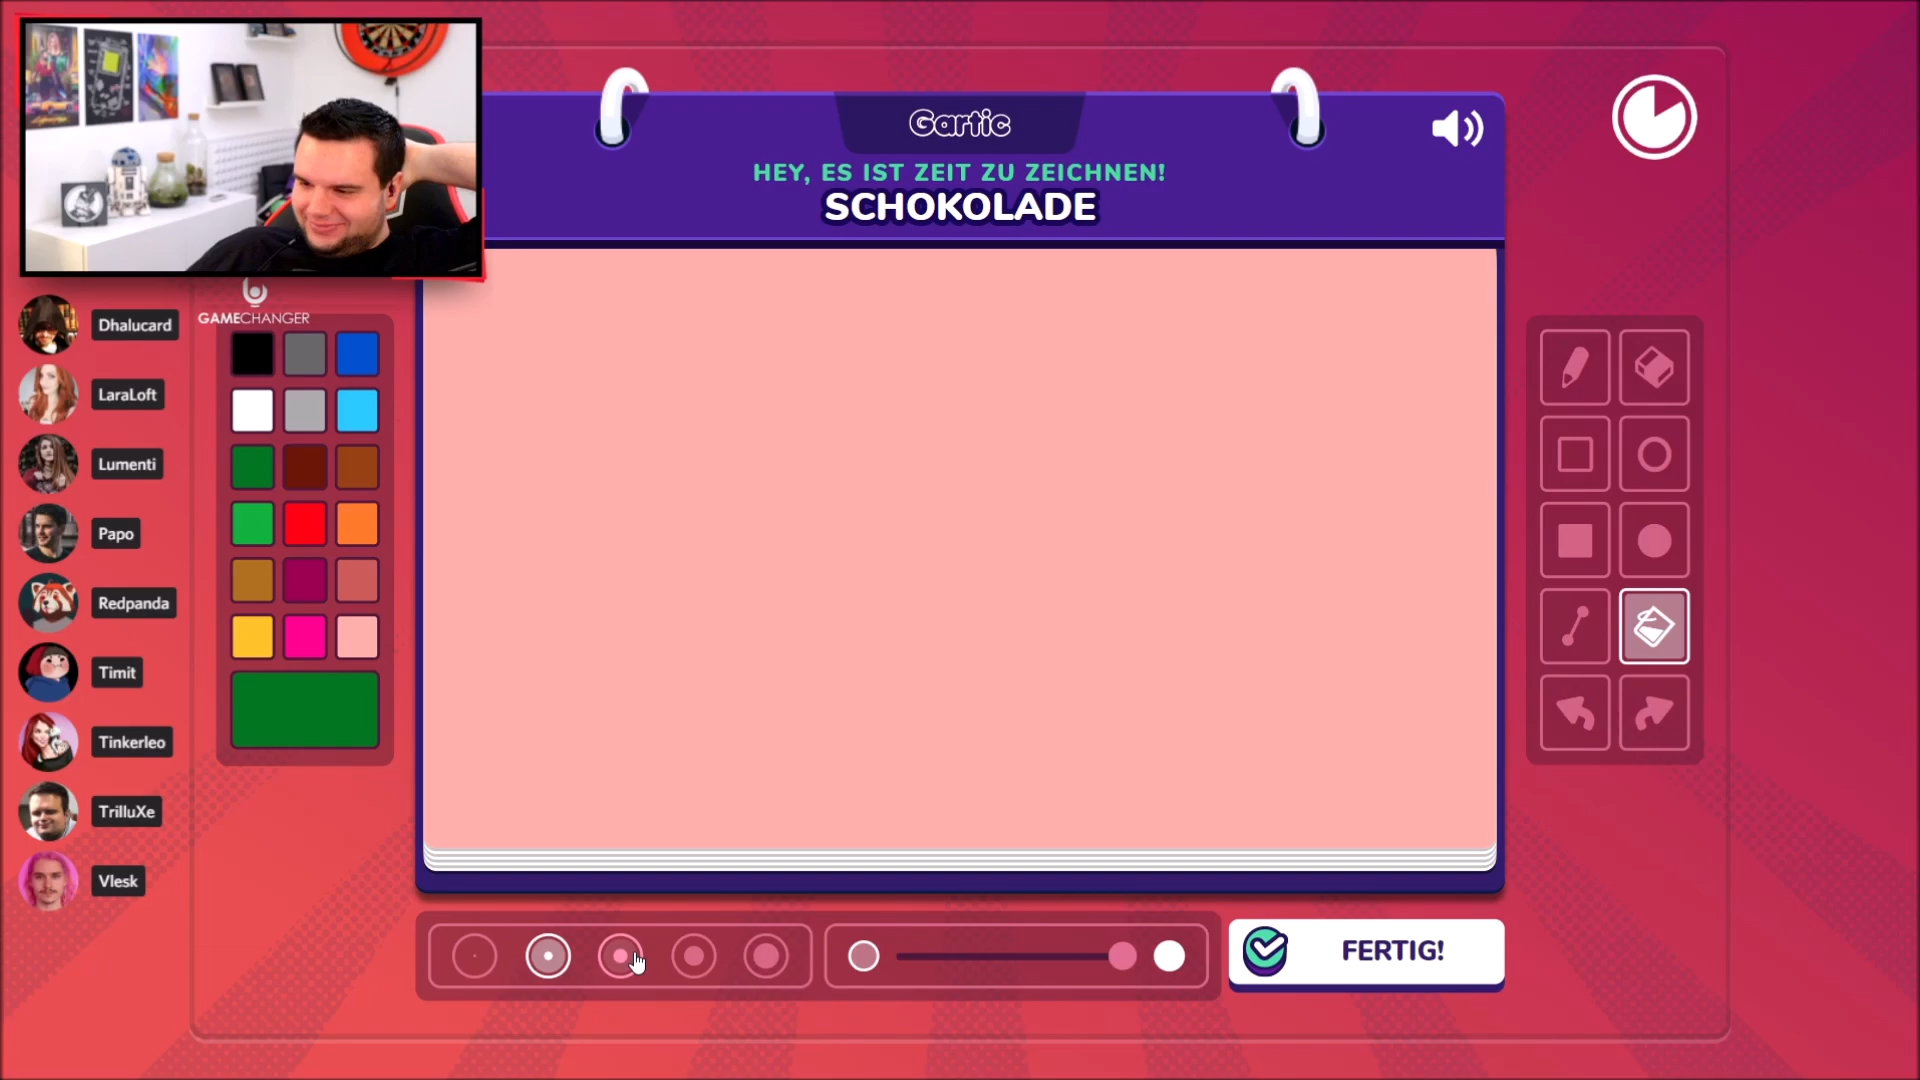 Gartic
HEY, ES IST ZEIT ZU ZEICHNEN!
SCHOKOLADE
GAMECHANGER
Dhalucard
LaraLoft
Lumenti
Papo
Redpanda
Timit
Tinkerleo
TrilluXe
Vlesk
FERTIG!